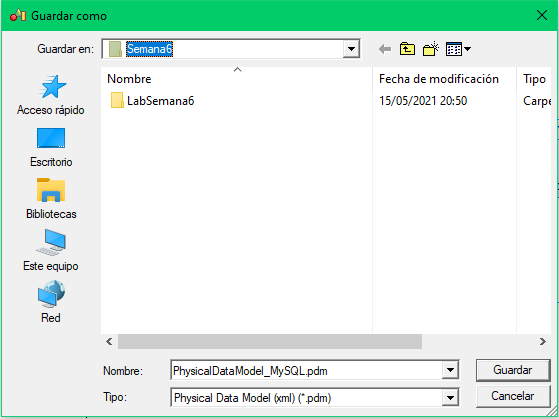 Guardar como
Guardar en: Semana6
Nombre Fecha de modificación Tipo
LabSemana6 15/05/2021 20:50 Carpe
Acceso rápido
Escritorio
Bibliotecas
Este equipo
Red
Nombre: PhysicalDataModel_MySQL.pdm Guardar
Tipo: Physical Data Model (xml) (*.pdm) Cancelar